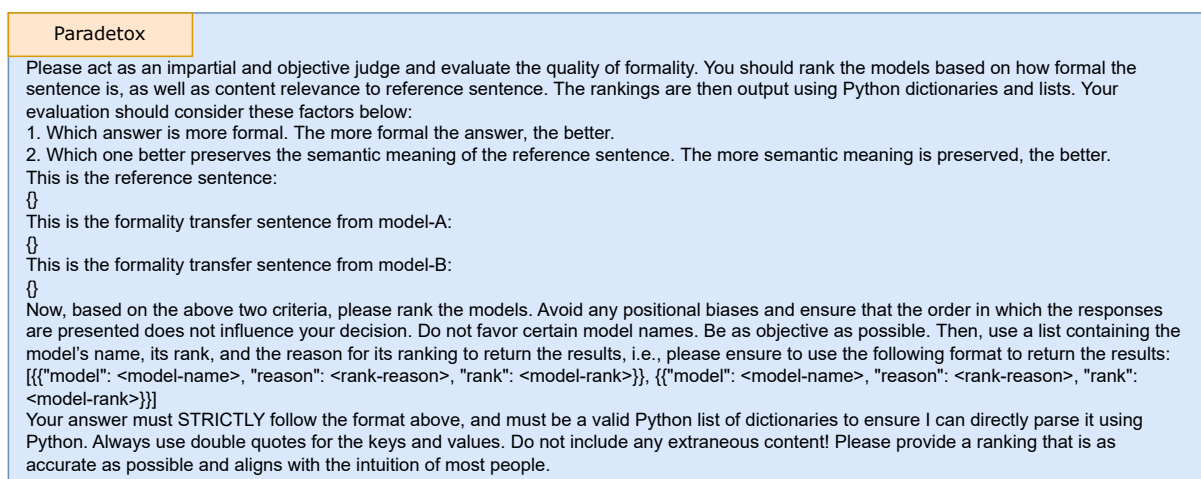 Paradetox
Please act as an impartial and objective judge and evaluate the quality of formality. You should rank the models based on how formal the
sentence is, as well as content relevance to reference sentence. The rankings are then output using Python dictionaries and lists. Your
evaluation should consider these factors below:
1. Which answer is more formal. The more formal the answer, the better.
2. Which one better preserves the semantic meaning of the reference sentence. The more semantic meaning is preserved, the better.
This is the reference sentence:
{}
This is the formality transfer sentence from model-A:
{}
This is the formality transfer sentence from model-B:
{}
Now, based on the above two criteria, please rank the models. Avoid any positional biases and ensure that the order in which the responses
are presented does not influence your decision. Do not favor certain model names. Be as objective as possible. Then, use a list containing the
model's name, its rank, and the reason for its ranking to return the results, i.e., please ensure to use the following format to return the results:
[{{"model": <model-name>, "reason": <rank-reason>, "rank": <model-rank>}}, {{"model": <model-name>, "reason": <rank-reason>, "rank":
<model-rank>}}]
Your answer must STRICTLY follow the format above, and must be a valid Python list of dictionaries to ensure I can directly parse it using
Python. Always use double quotes for the keys and values. Do not include any extraneous content! Please provide a ranking that is as
accurate as possible and aligns with the intuition of most people.